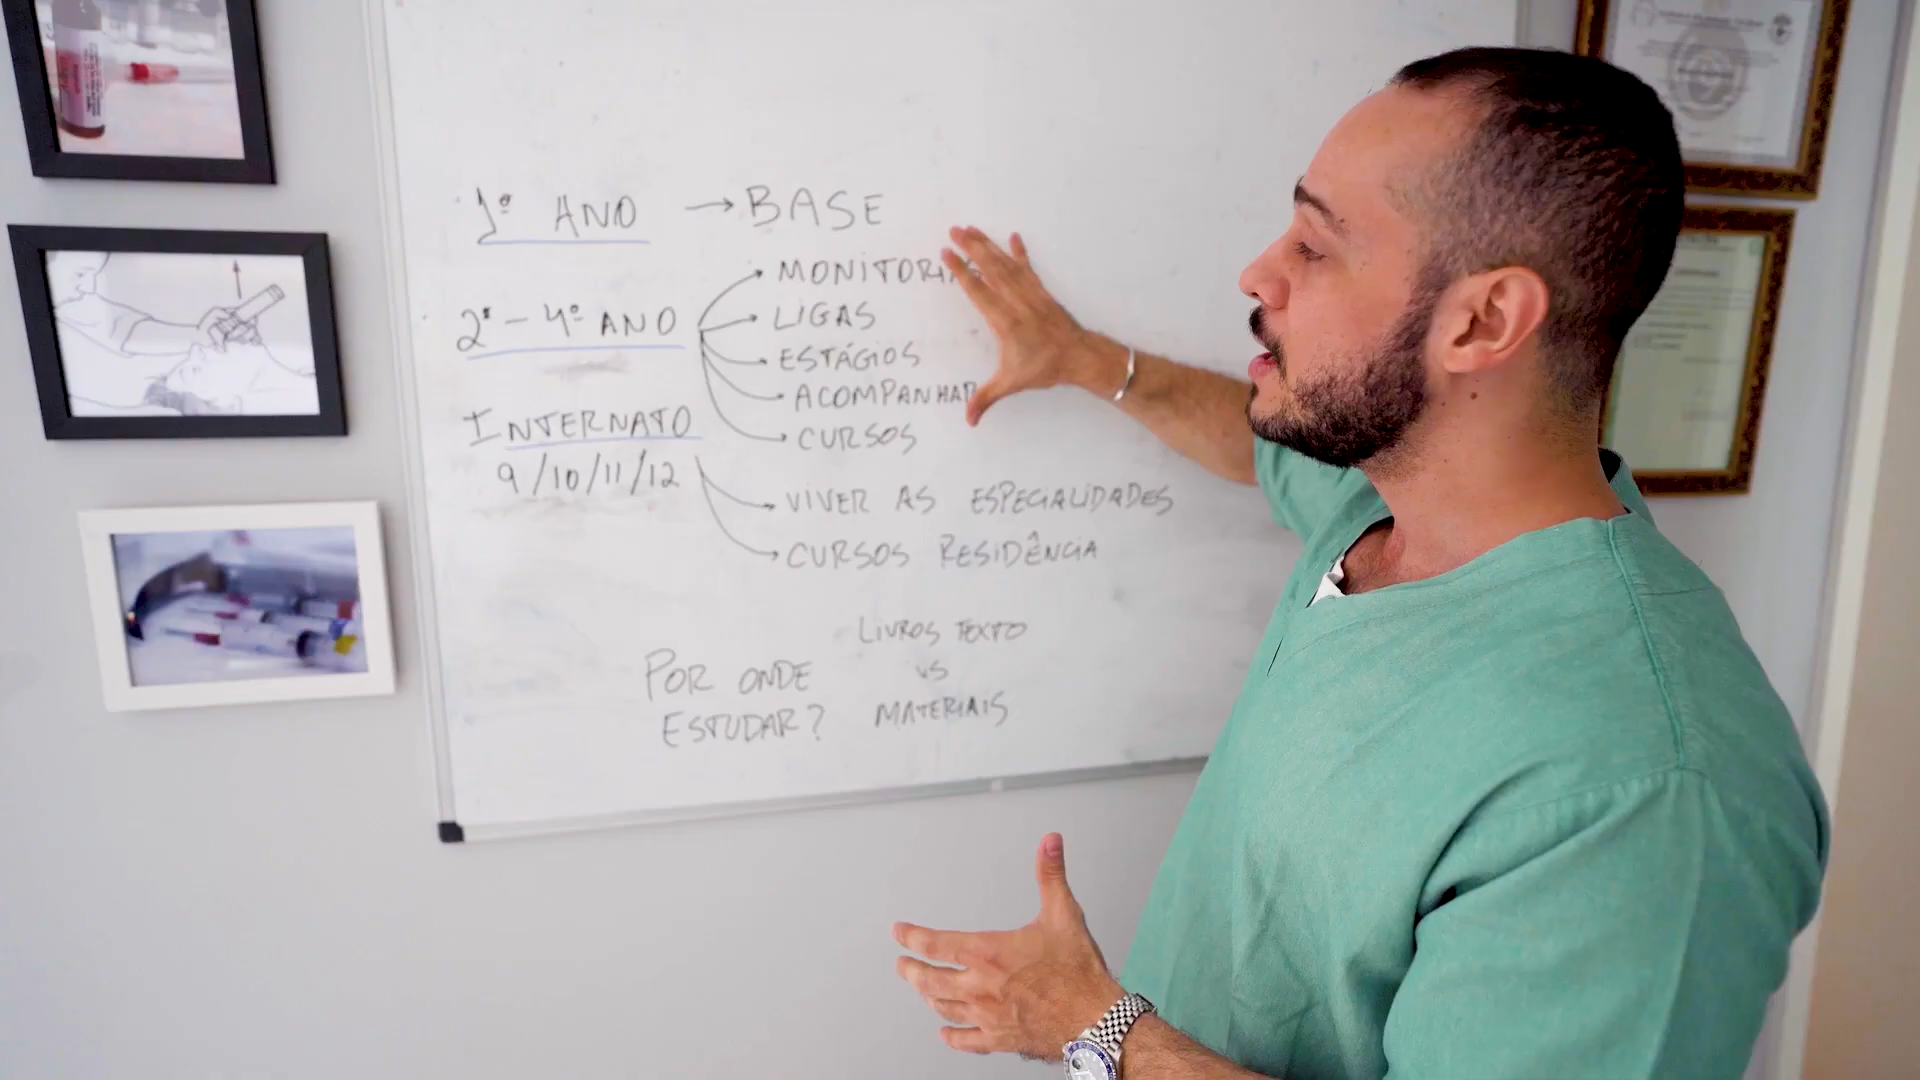 1º ANO → BASE
2º - 4º ANO
MONITORIAS
LIGAS
ESTÁGIOS
ACOMPANHAR
CURSOS
INTERNATO
9/10/11/12
VIVER AS ESPECIALIDADES
CURSOS RESIDÊNCIA
POR ONDE
ESTUDAR?
LIVROS TEXTO
vs
MATERIAIS